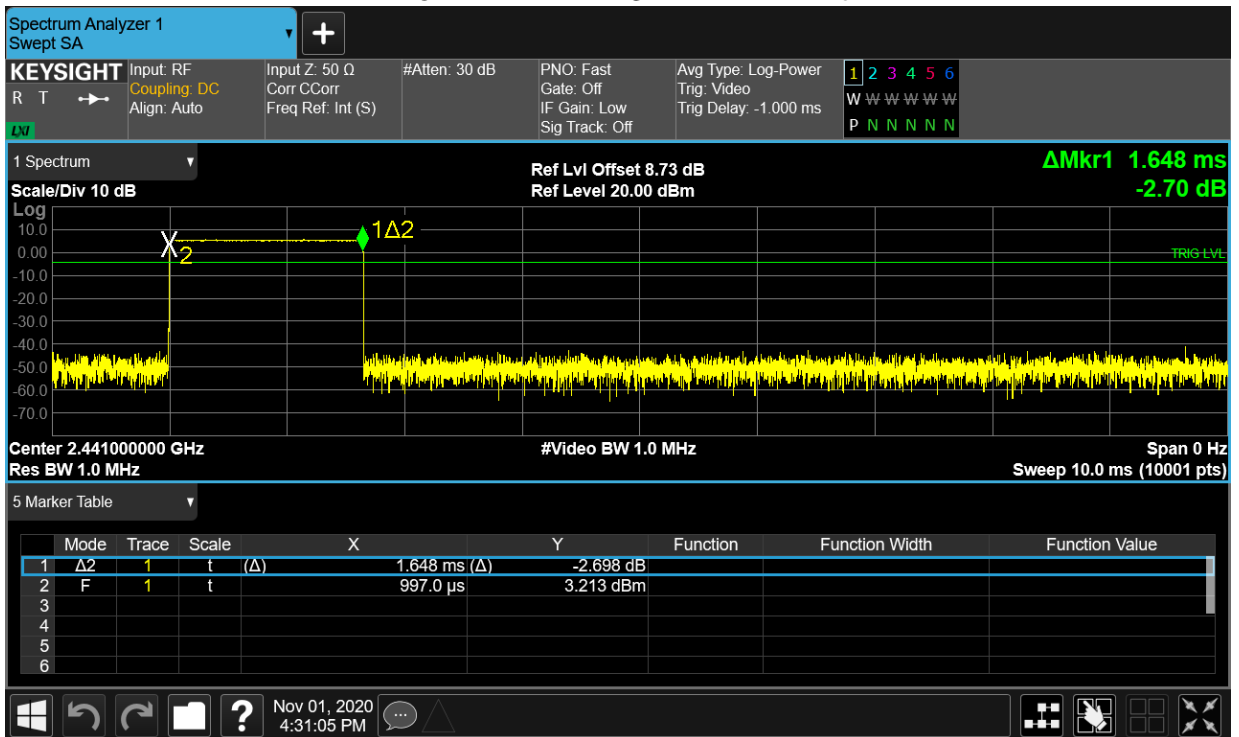 Spectrum Analyzer 1
Swept SA
+
KEYSIGHT Input: RF Input Z: 50 Ω #Atten: 30 dB PNO: Fast Avg Type: Log-Power 1 2 3 4 5 6
R T Coupling: DC Corr CCorr Gate: Off Trig: Video W W W W W W
Align: Auto Freq Ref: Int (S) IF Gain: Low Trig Delay: -1.000 ms P N N N N N
LXI Sig Track: Off
1 Spectrum Ref Lvl Offset 8.73 dB ΔMkr1 1.648 ms
Scale/Div 10 dB Ref Level 20.00 dBm -2.70 dB
Log
10.0
0.00
-10.0
-20.0
-30.0
-40.0
-50.0
-60.0
-70.0
X2
1Δ2
TRIG LVL
Center 2.441000000 GHz #Video BW 1.0 MHz Span 0 Hz
Res BW 1.0 MHz Sweep 10.0 ms (10001 pts)
5 Marker Table
Mode Trace Scale X Y Function Function Width Function Value
1 Δ2 1 t (Δ) 1.648 ms (Δ) -2.698 dB
2 F 1 t 997.0 µs 3.213 dBm
3
4
5
6
? Nov 01, 2020
4:31:05 PM